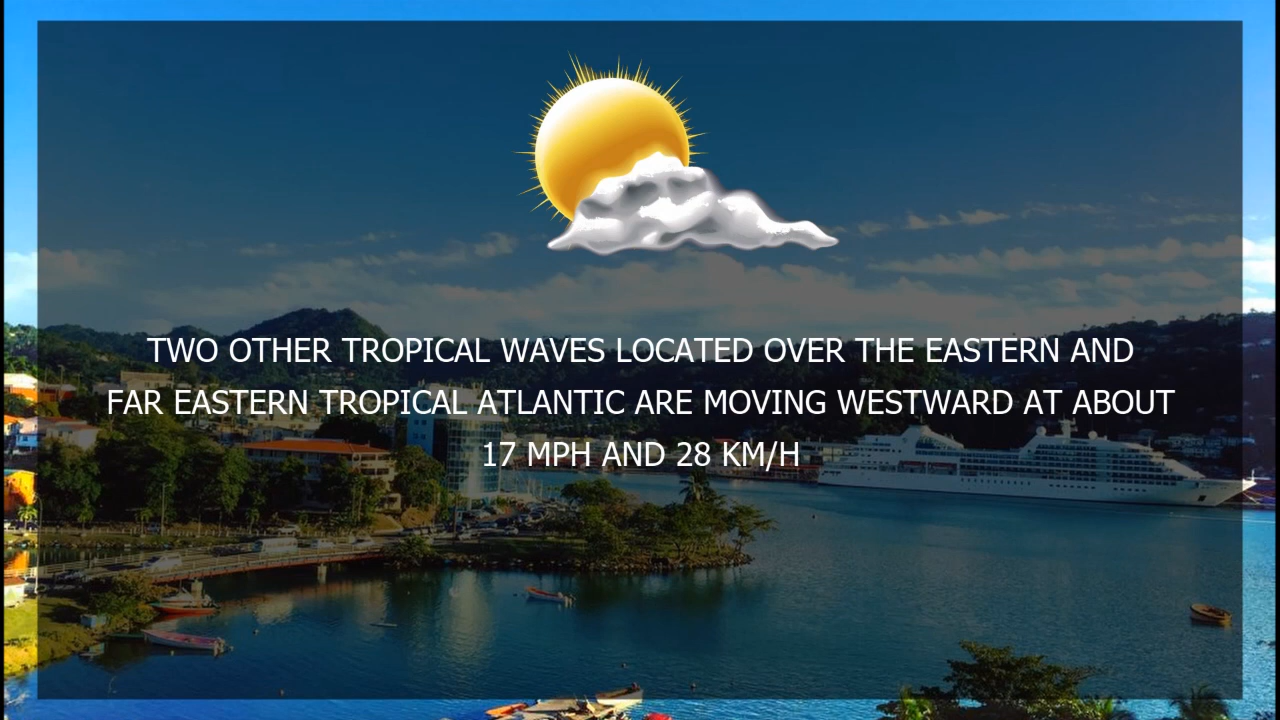 TWO OTHER TROPICAL WAVES LOCATED OVER THE EASTERN AND
FAR EASTERN TROPICAL ATLANTIC ARE MOVING WESTWARD AT ABOUT
17 MPH AND 28 KM/H